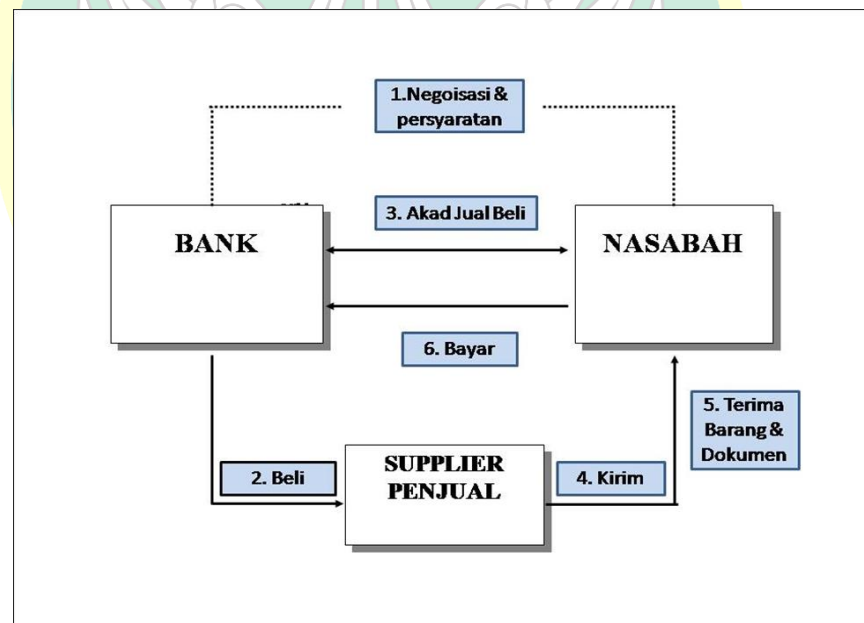 1.Negoisasi &
persyaratan
3. Akad Jual Beli
BANK
NASABAH
6. Bayar
5. Terima
Barang &
Dokumen
SUPPLIER
PENJUAL
2. Beli
4. Kirim